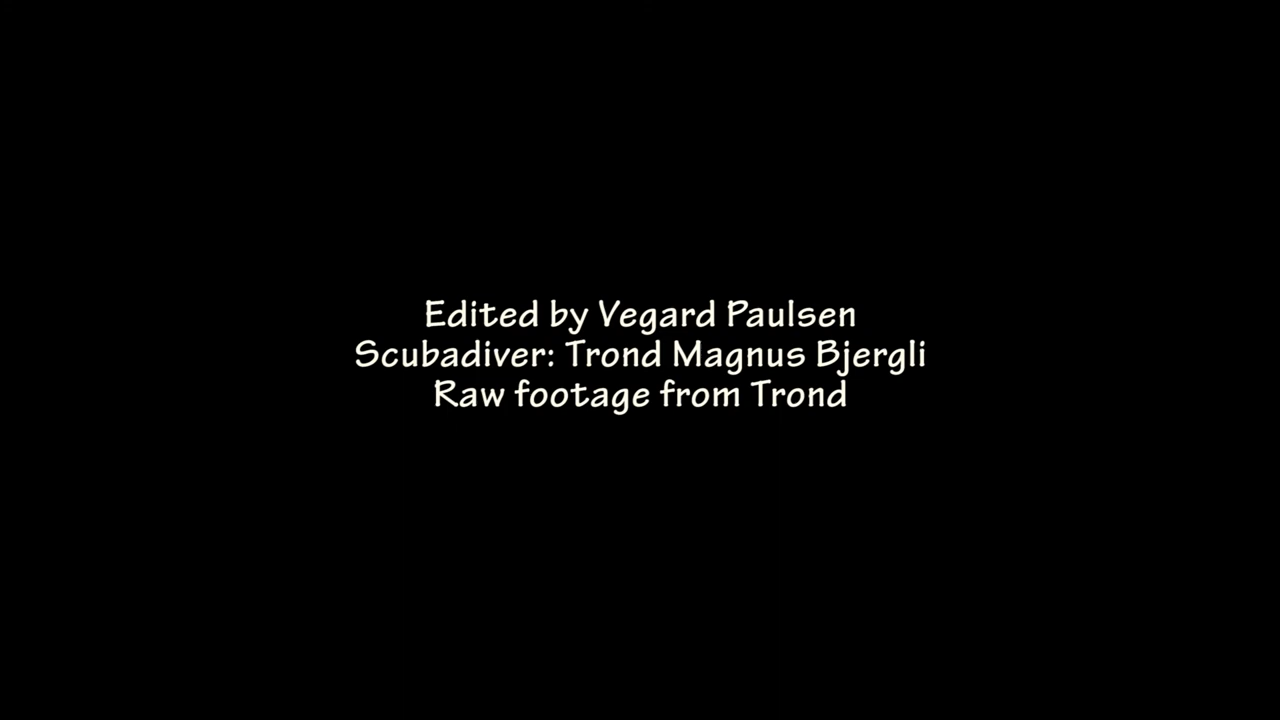 Edited by Vegard Paulsen
Scubadiver: Trond Magnus Bjergli
Raw footage from Trond